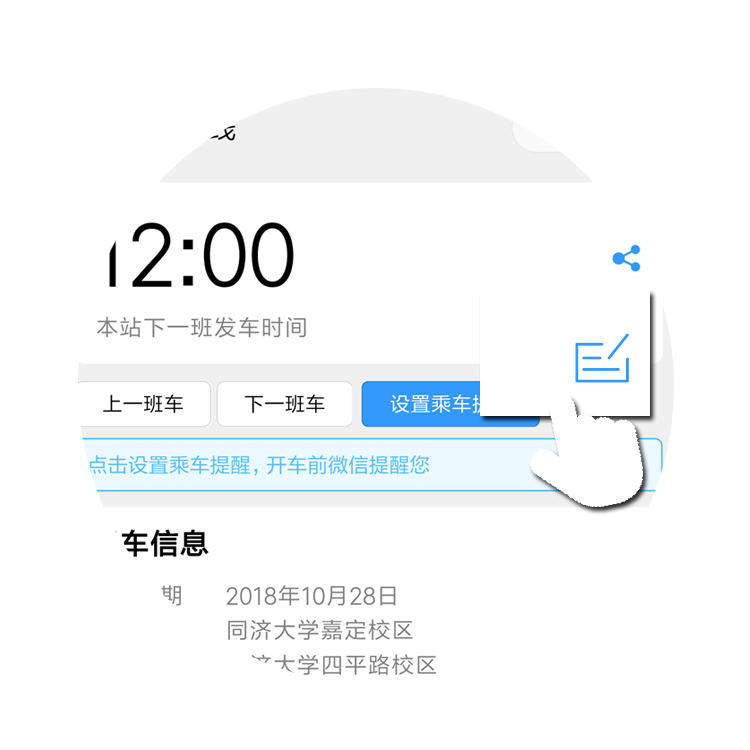 线
12:00
本站下一班发车时间
上一班车 下一班车 设置乘车提
点击设置乘车提醒，开车前微信提醒您
车信息
期 2018年10月28日
同济大学嘉定校区
济大学四平路校区